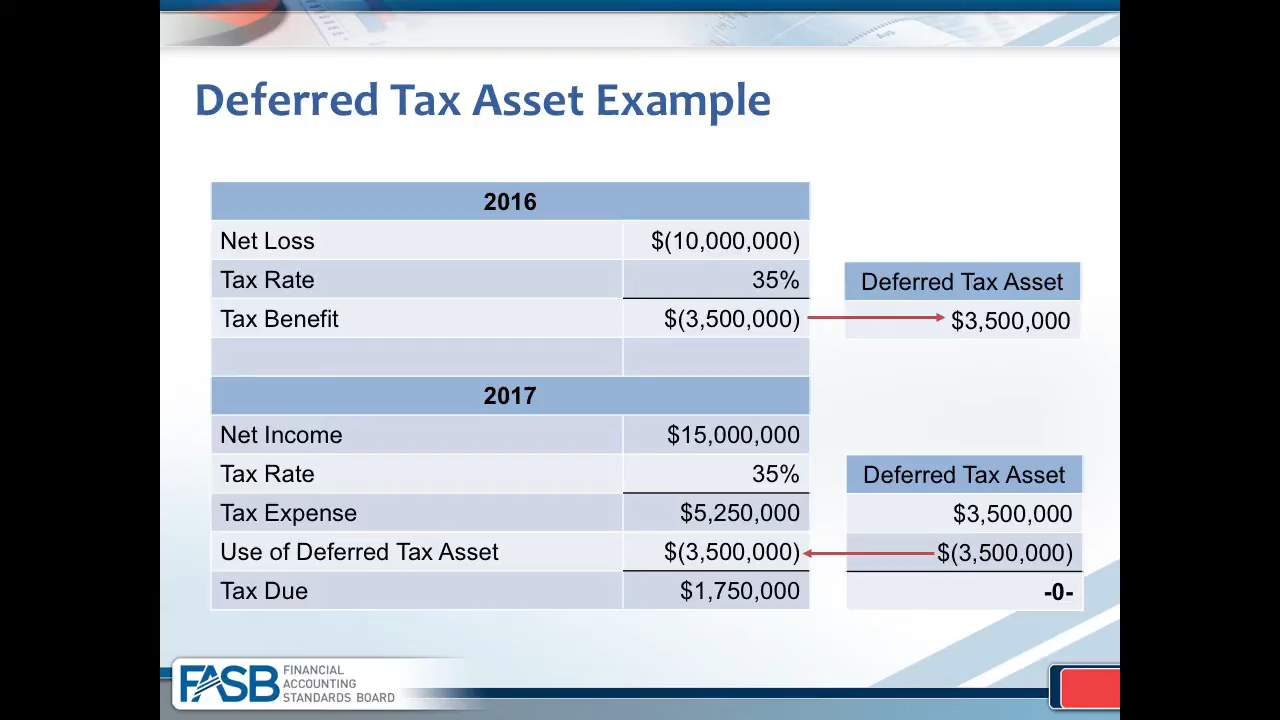 Deferred Tax Asset Example
2016
Net Loss $(10,000,000)
Tax Rate 35%
Tax Benefit $(3,500,000)
Deferred Tax Asset
$3,500,000
2017
Net Income $15,000,000
Tax Rate 35%
Tax Expense $5,250,000
Use of Deferred Tax Asset $(3,500,000)
Tax Due $1,750,000
Deferred Tax Asset
$3,500,000
$(3,500,000)
-0-
FASB
FINANCIAL
ACCOUNTING
STANDARDS BOARD